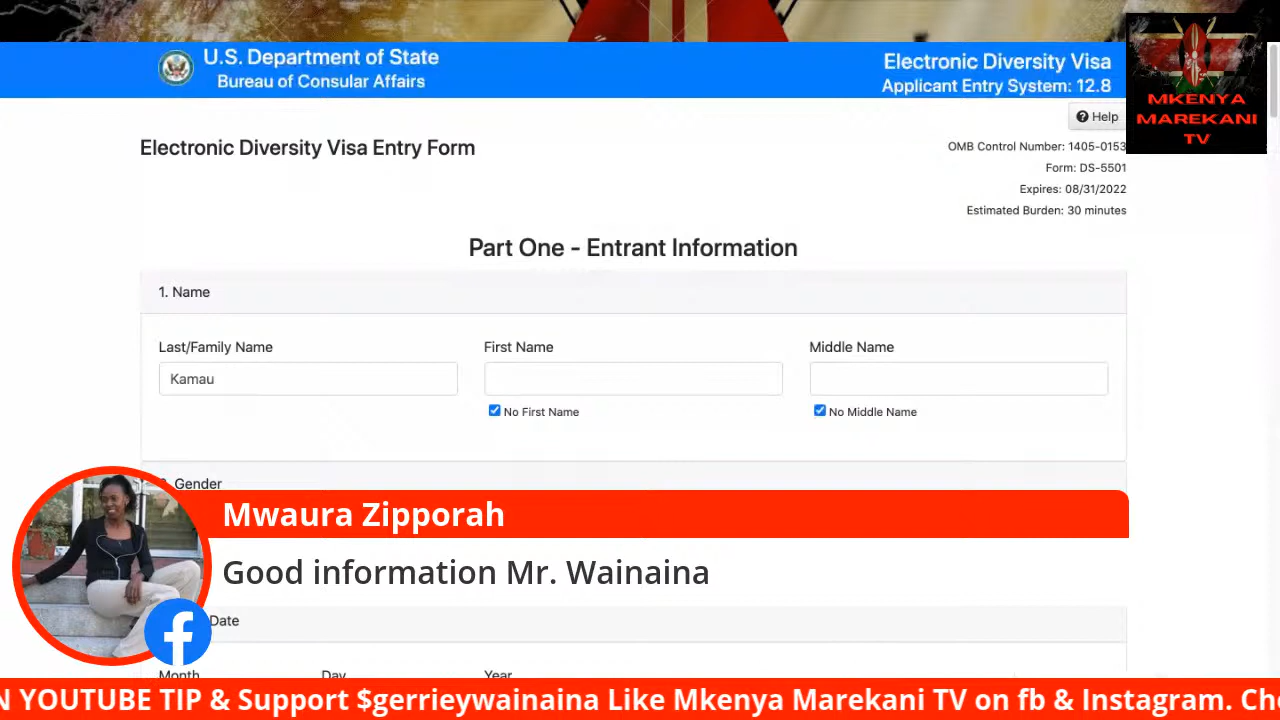 U.S. Department of State
Bureau of Consular Affairs
Electronic Diversity Visa
Applicant Entry System: 12.8
MKENYA
MAREKANI
TV
Help
Electronic Diversity Visa Entry Form
OMB Control Number: 1405-0153
Form: DS-5501
Expires: 08/31/2022
Estimated Burden: 30 minutes
Part One - Entrant Information
1. Name
Last/Family Name
First Name
Middle Name
Kamau
No First Name
No Middle Name
Gender
Mwaura Zipporah
Good information Mr. Wainaina
Date
Month
Day
Year
YOUTUBE TIP & Support $gerrieywainaina Like Mkenya Marekani TV on fb & Instagram.